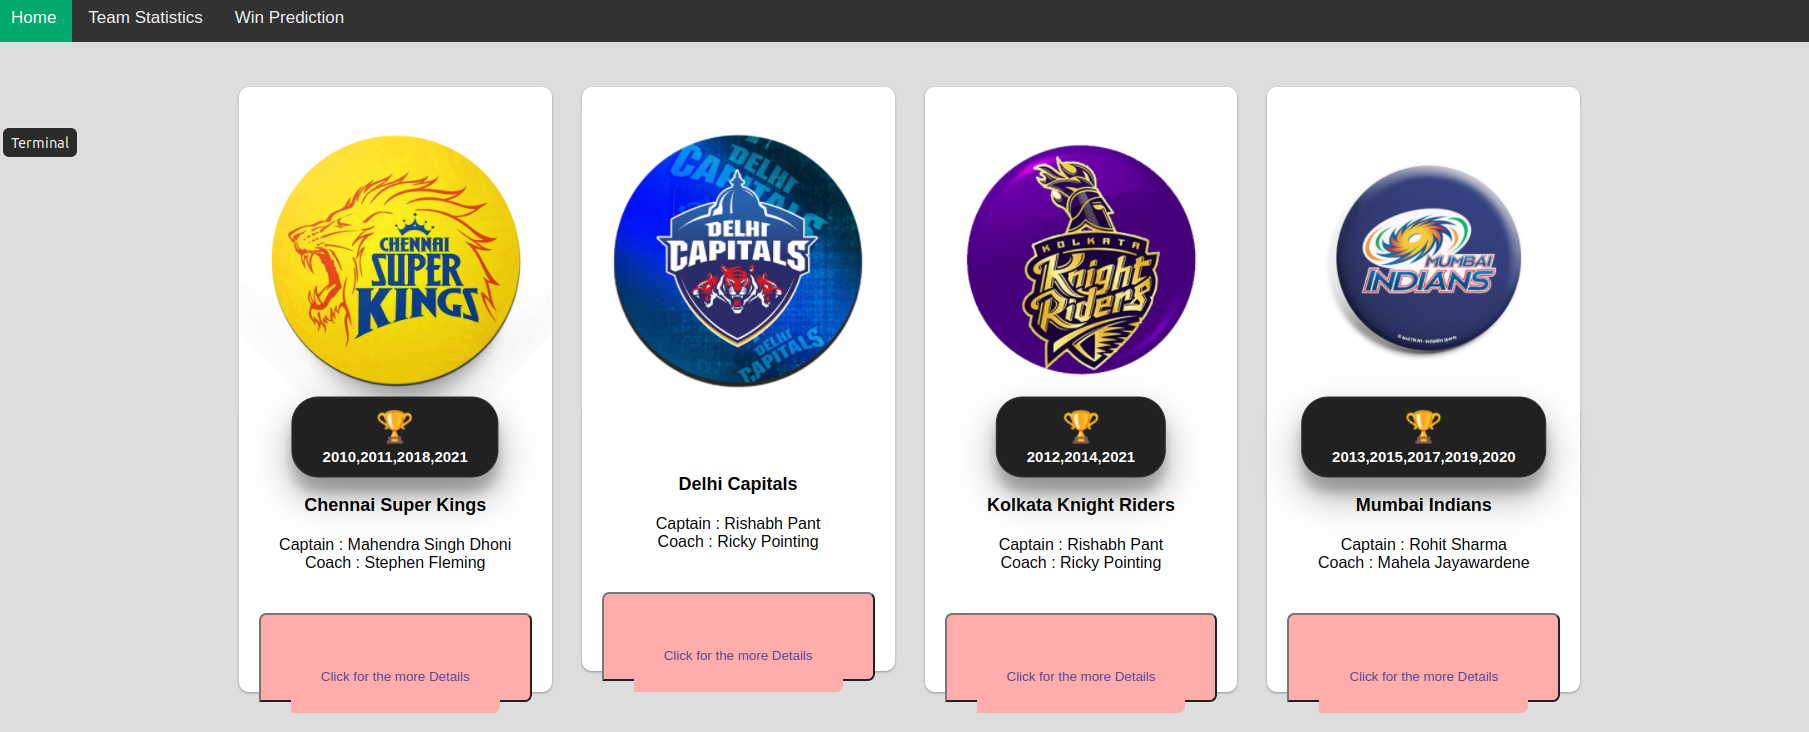 Home Team Statistics Win Prediction
Terminal
CHENNAI
SUPER
KINGS
2010,2011,2018,2021
Chennai Super Kings
Captain : Mahendra Singh Dhoni
Coach : Stephen Fleming
Click for the more Details
DELHI
CAPITALS
DELHI
CAPITALS
DELHI
CAPITALS
Delhi Capitals
Captain : Rishabh Pant
Coach : Ricky Pointing
Click for the more Details
KOLKATA
Knight
Riders
2012,2014,2021
Kolkata Knight Riders
Captain : Rishabh Pant
Coach : Ricky Pointing
Click for the more Details
MUMBAI
INDIANS
2013,2015,2017,2019,2020
Mumbai Indians
Captain : Rohit Sharma
Coach : Mahela Jayawardene
Click for the more Details